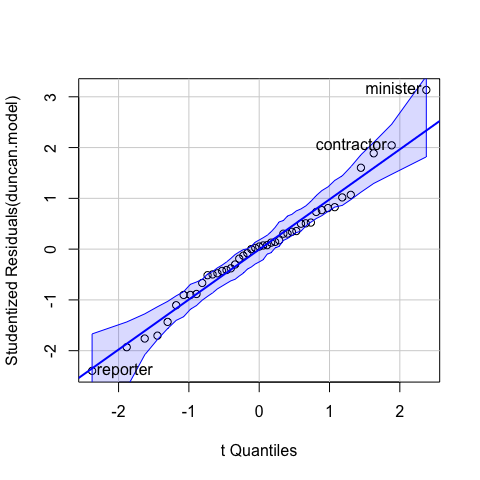 Studentized Residuals(duncan.model)
3
2
1
0
-1
-2
minister
contractor
reporter
-2
-1
0
1
2
t Quantiles